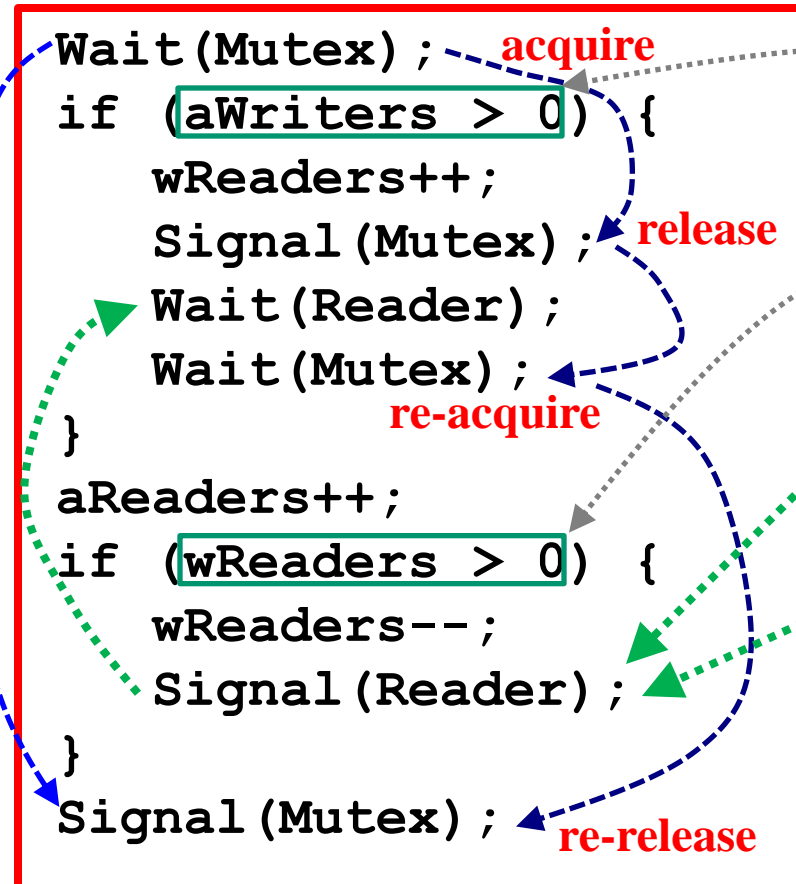 Wait(Mutex); acquire
if (aWriters > 0) {
wReaders++;
Signal(Mutex); release
Wait(Reader);
Wait(Mutex);
re-acquire
}
aReaders++;
if (wReaders > 0) {
wReaders--;
Signal(Reader);
}
Signal(Mutex); re-release